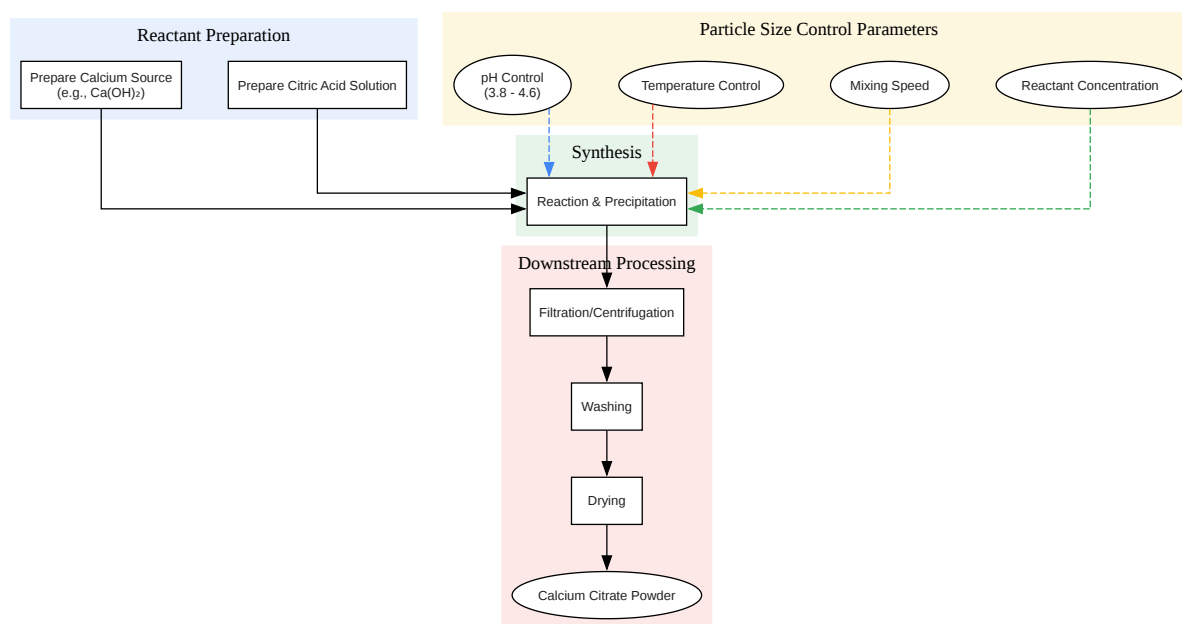 Reactant Preparation
Particle Size Control Parameters
Prepare Calcium Source
(e.g., Ca(OH)₂)
Prepare Citric Acid Solution
pH Control
(3.8 - 4.6)
Temperature Control
Mixing Speed
Reactant Concentration
Synthesis
Reaction & Precipitation
Downstream Processing
Filtration/Centrifugation
Washing
Drying
Calcium Citrate Powder